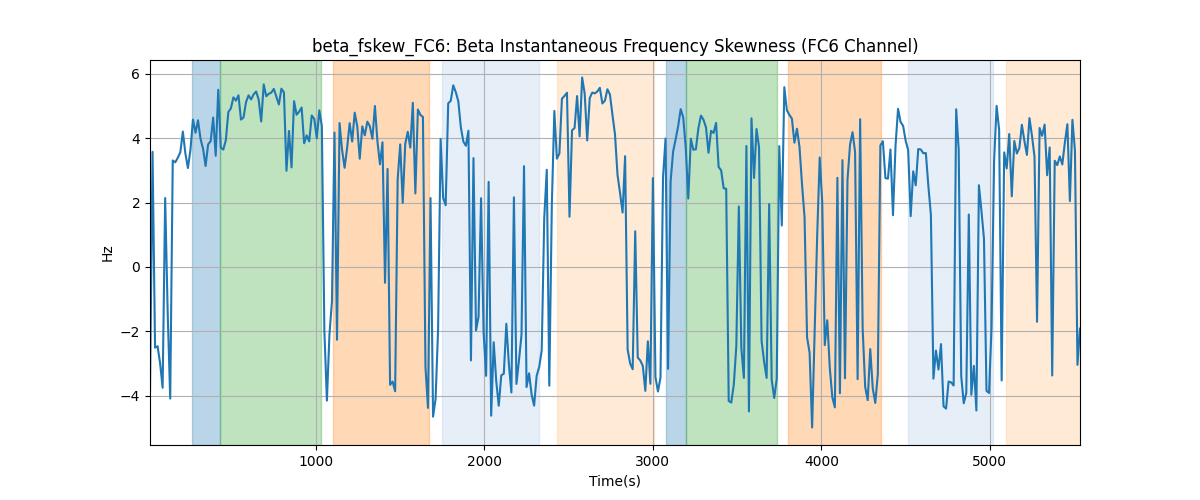 beta_fskew_FC6: Beta Instantaneous Frequency Skewness (FC6 Channel)
6
4
2
0
−2
−4
Hz
1000 2000 3000 4000 5000
Time(s)